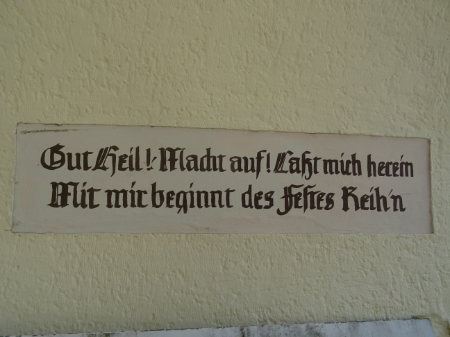 Gut Heil! Macht auf! Laßt mich herein
Mit mir beginnt des Festes Reih'n